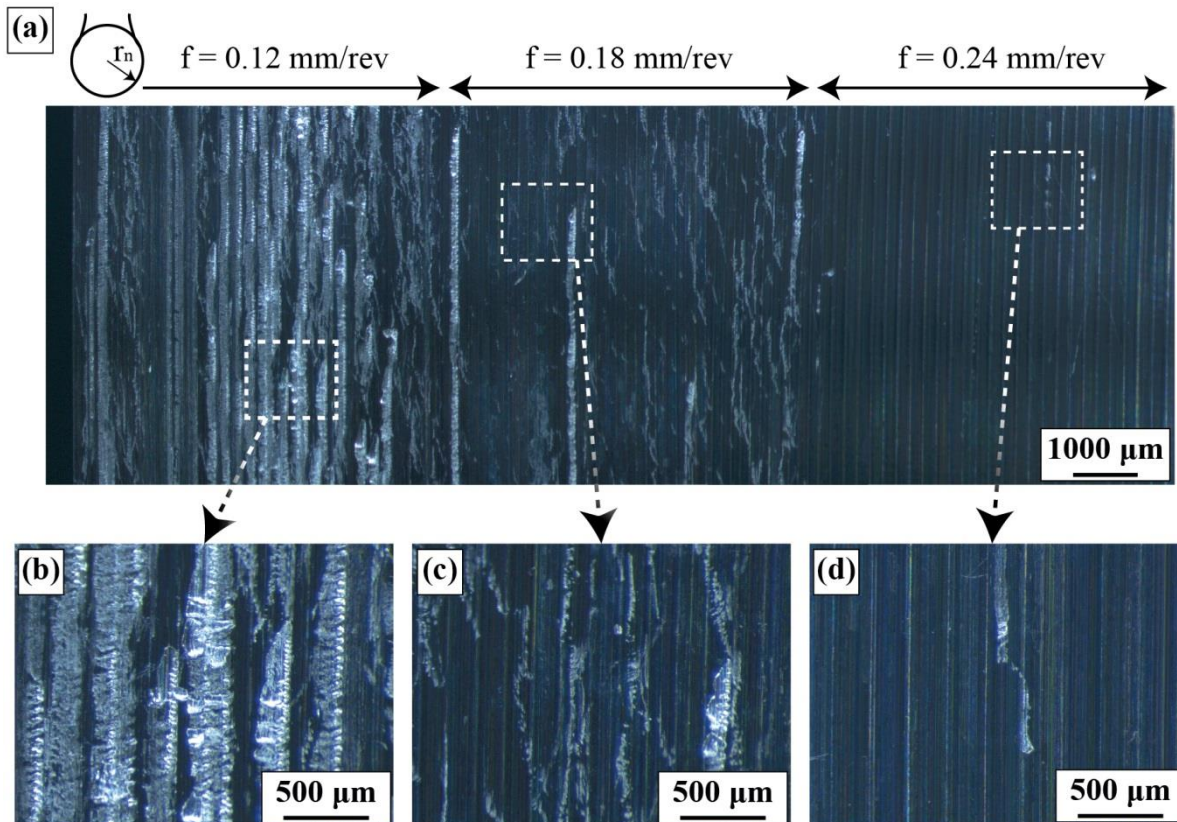 (a)
rn
f = 0.12 mm/rev
f = 0.18 mm/rev
f = 0.24 mm/rev
1000 µm
(b)
500 µm
(c)
500 µm
(d)
500 µm